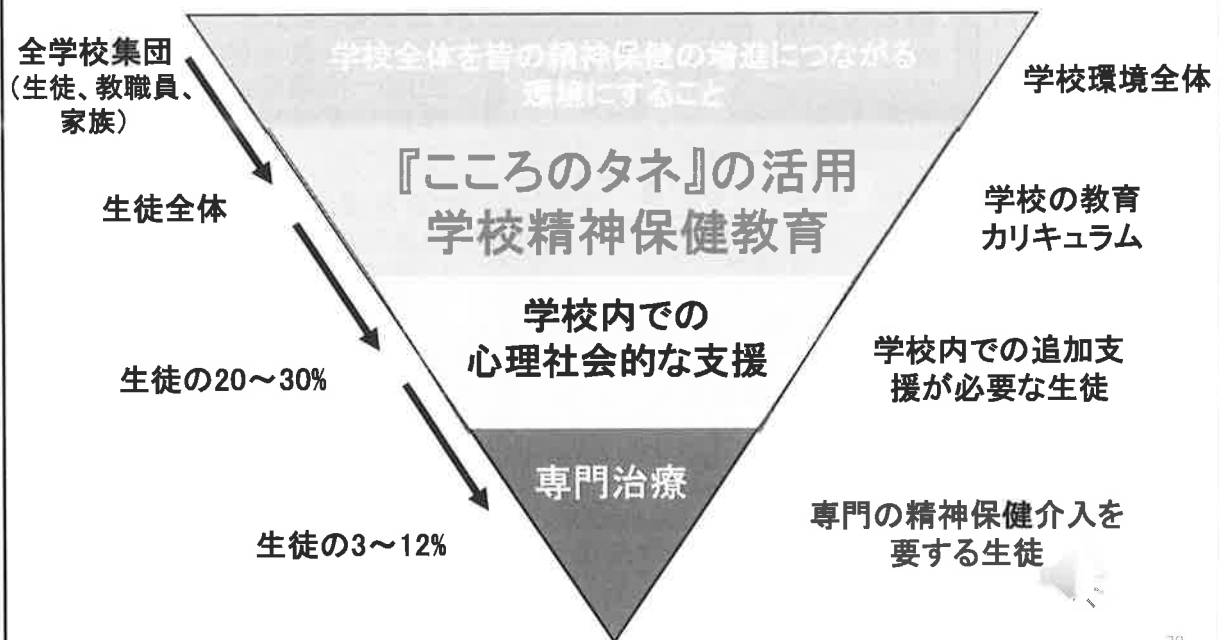 全学校集団
(生徒、教職員、
家族)
学校全体を皆の精神保健の増進につながる
環境にすること
学校環境全体
生徒全体
『こころのタネ』の活用
学校精神保健教育
学校の教育
カリキュラム
生徒の20～30%
学校内での
心理社会的な支援
学校内での追加支
援が必要な生徒
生徒の3～12%
専門治療
専門の精神保健介入を
要する生徒